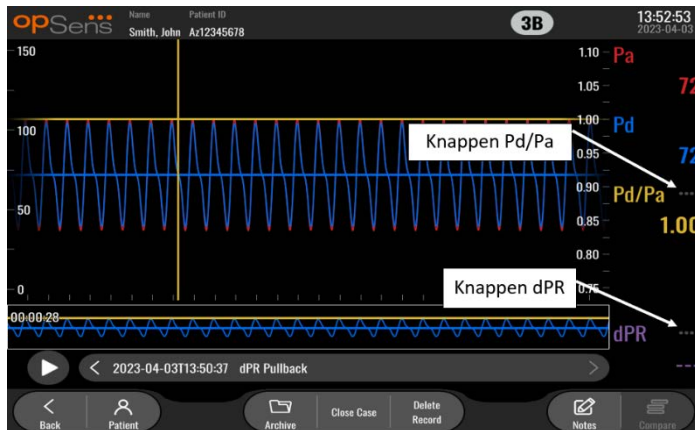 opSens
Name
Patient ID
Smith, John
Az12345678
3B
13:52:53
2023-04-03
150
100
50
0
1.10
1.05
1.00
0.95
0.90
0.85
0.80
0.75
Pa
72
Pd
72
Knappen Pd/Pa
Pd/Pa
---
1.00
Knappen dPR
dPR
---
---
00:00:28
< 2023-04-03T13:50:37 dPR Pullback >
Back
Patient
Archive
Close Case
Delete
Record
Notes
Compare